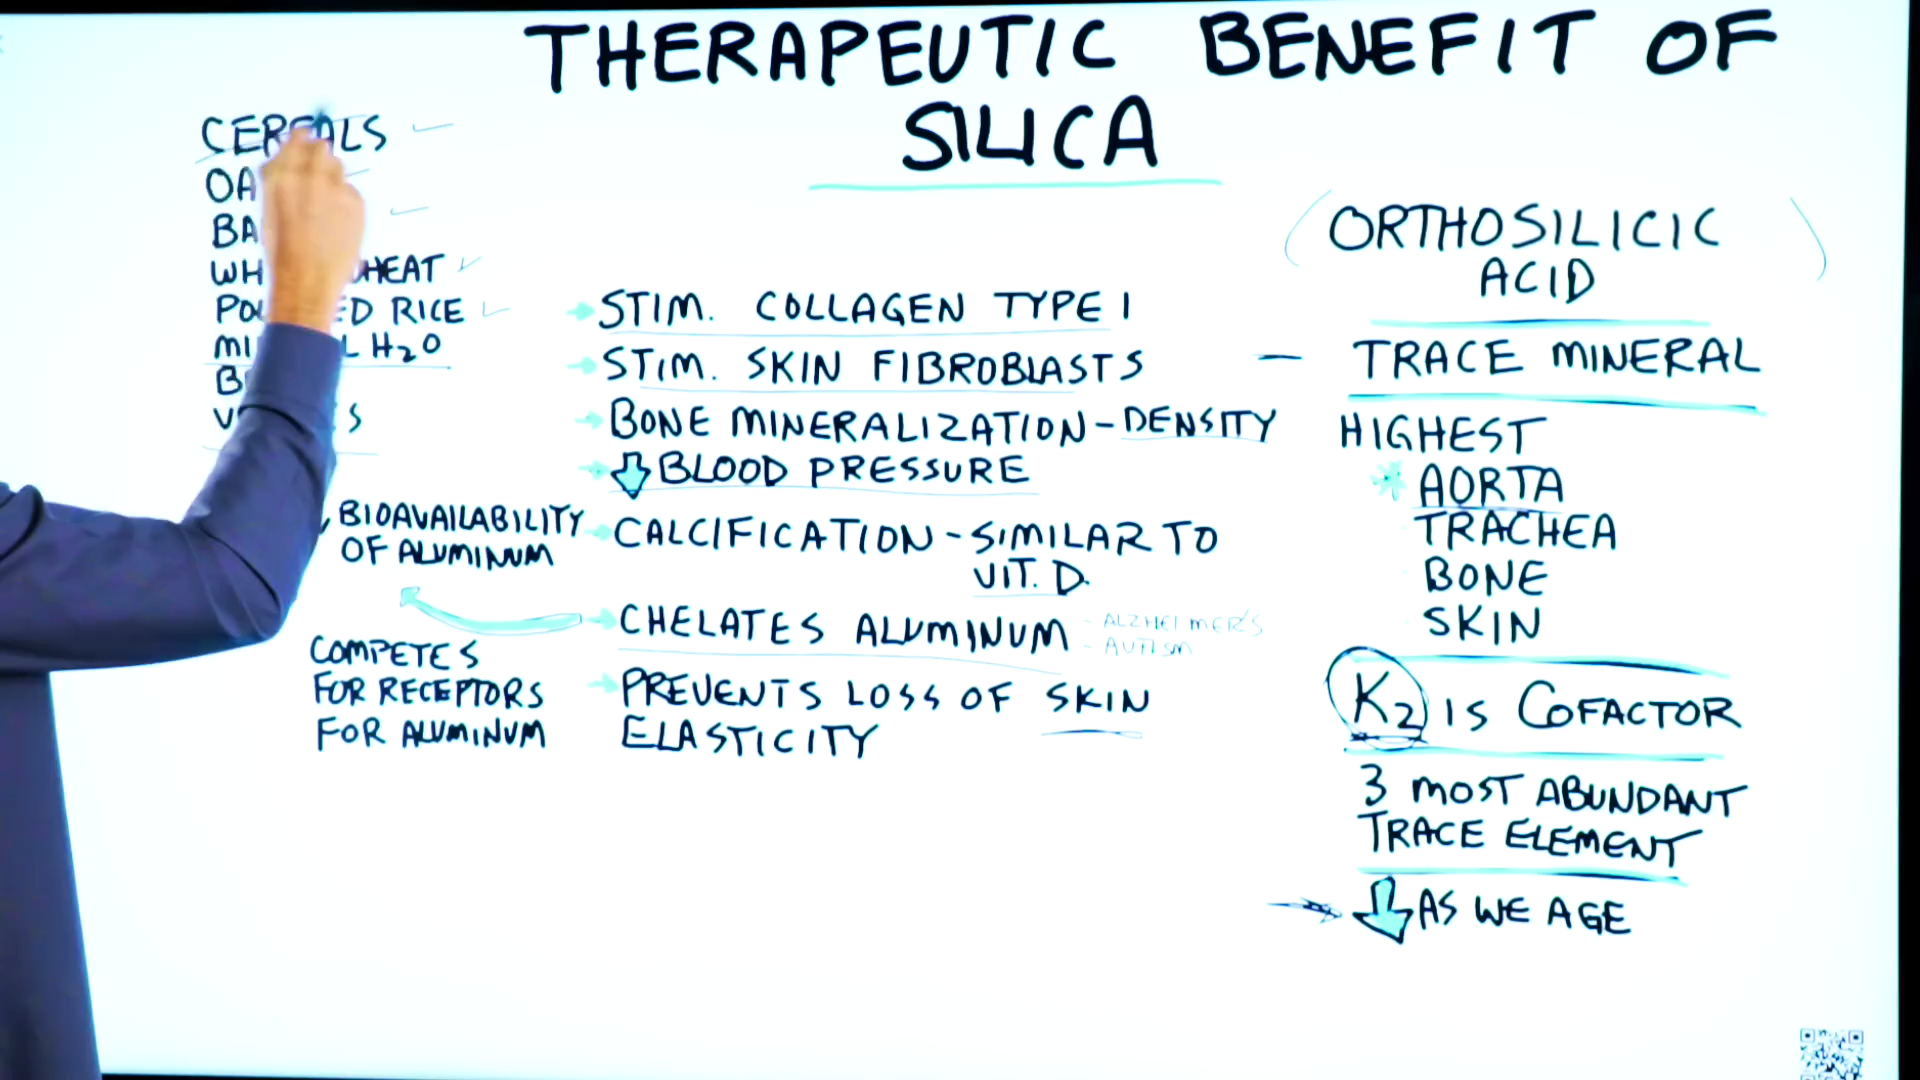 THERAPEUTIC BENEFIT OF
SILICA
CEREALS
WHEAT
RICE
H2O
BIOAVAILABILITY
OF ALUMINUM
COMPETES
FOR RECEPTORS
FOR ALUMINUM
STIM. COLLAGEN TYPE I
STIM. SKIN FIBROBLASTS
BONE MINERALIZATION - DENSITY
BLOOD PRESSURE
CALCIFICATION - SIMILAR TO
VIT. D.
CHELATES ALUMINUM - ALZHEIMER'S
- AUTISM
PREVENTS LOSS OF SKIN
ELASTICITY
(ORTHOSILICIC
ACID)
- TRACE MINERAL
HIGHEST
* AORTA
TRACHEA
BONE
SKIN
K2 IS COFACTOR
3 MOST ABUNDANT
TRACE ELEMENT
AS WE AGE